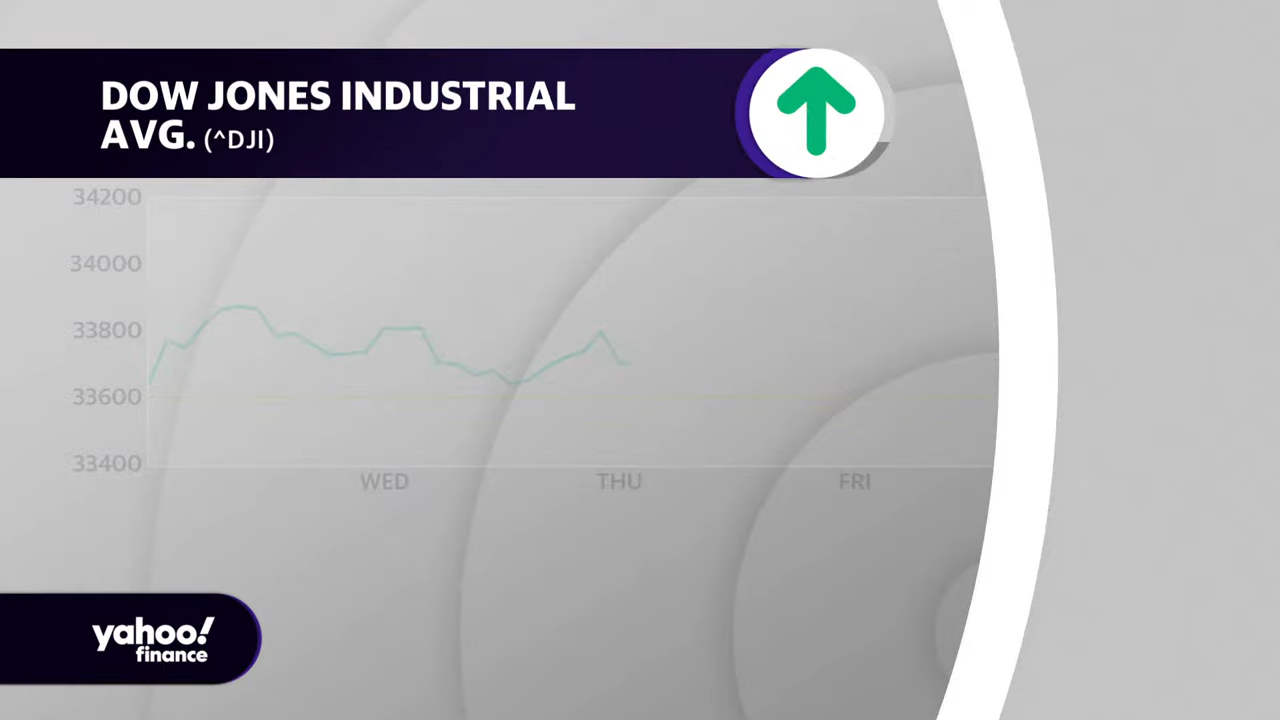 DOW JONES INDUSTRIAL
AVG. (^DJI)
34200
34000
33800
33600
33400
WED THU FRI
yahoo!
finance